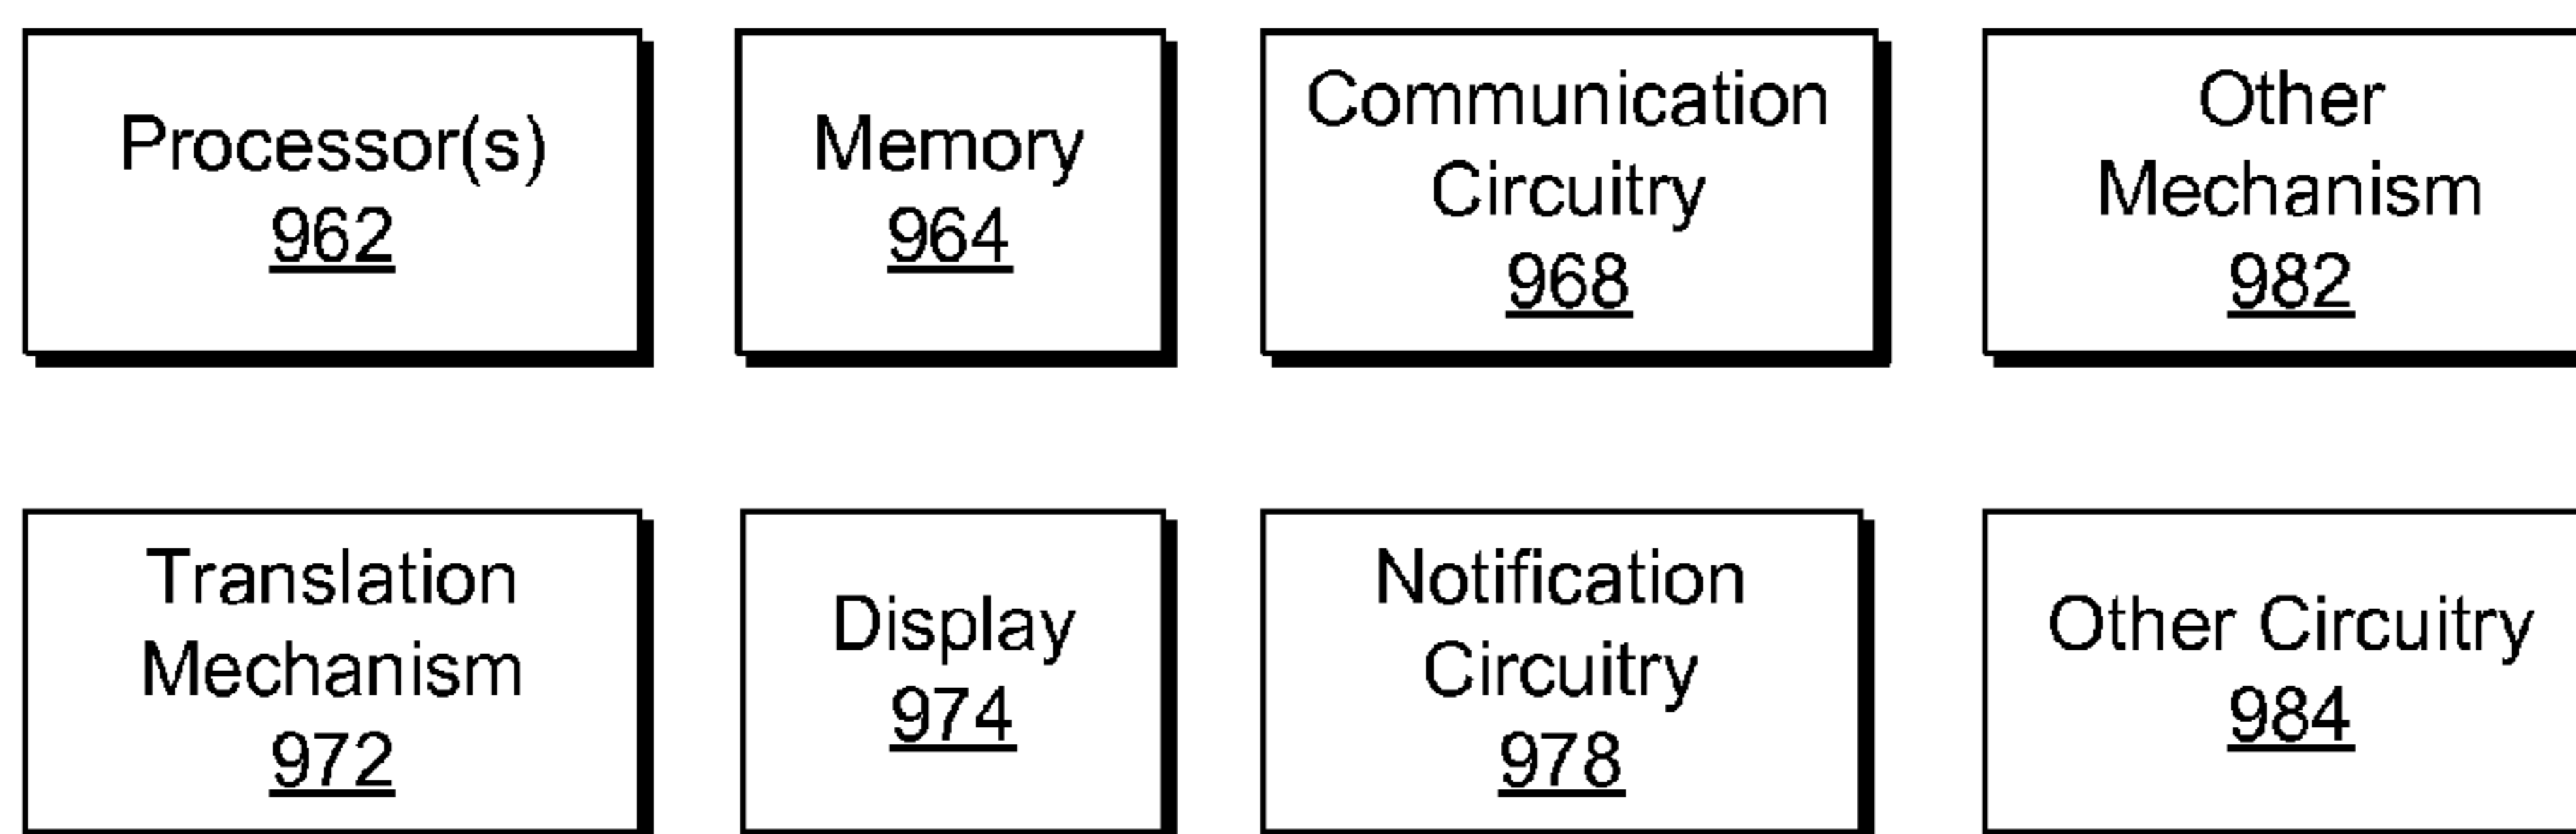 Processor(s)
962
Memory
964
Communication
Circuitry
968
Other
Mechanism
982
Translation
Mechanism
972
Display
974
Notification
Circuitry
978
Other Circuitry
984